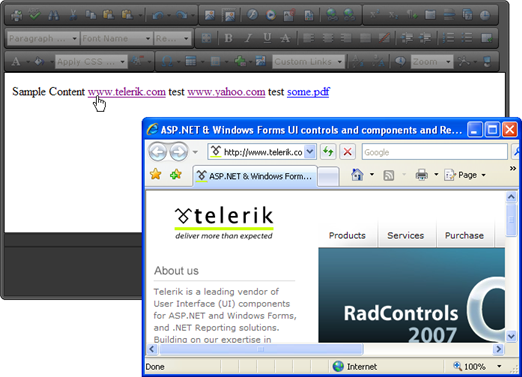 Paragraph ...
Font Name ...
Re...
A
Apple CSS ...
Custom Links
Zoom
Sample Content www.telerik.com test www.yahoo.com test some.pdf
ASP.NET & Windows Forms UI controls and components and Re...
http://www.telerik.co
Google
ASP.NET & Windows Form...
Page
telerik
deliver more than expected
Products
Services
Purchase
About us
Telerik is a leading vendor of
User Interface (UI) components
for ASP.NET and Windows Forms,
and .NET Reporting solutions.
Building on our expertise in
RadControls
2007
Q
Done
Internet
100%